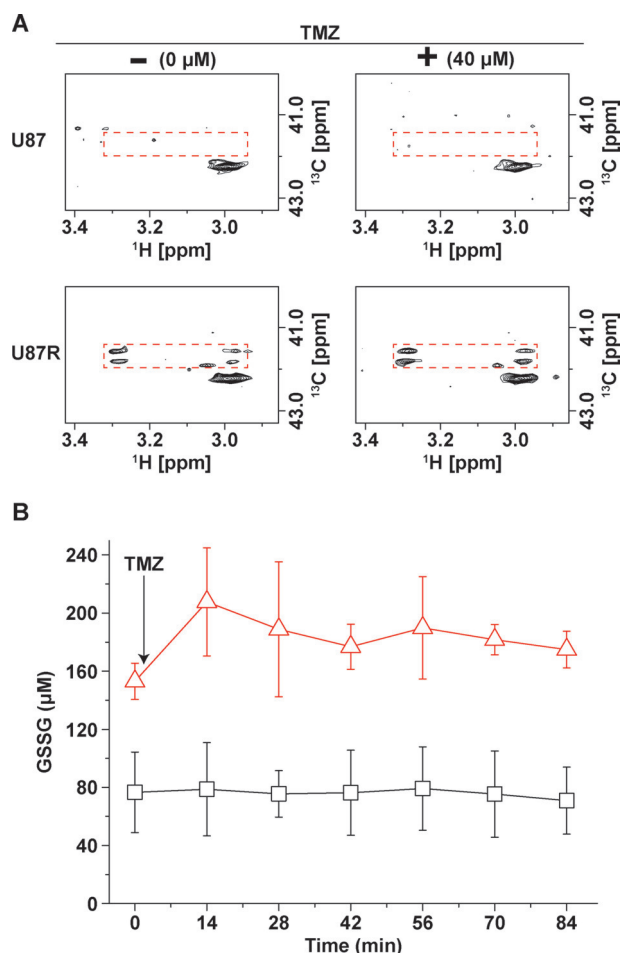 A
TMZ
- (0 µM)
+ (40 µM)
U87
41.0
43.0
¹³C [ppm]
3.4 3.2 3.0
¹H [ppm]
41.0
43.0
¹³C [ppm]
3.4 3.2 3.0
¹H [ppm]
U87R
41.0
43.0
¹³C [ppm]
3.4 3.2 3.0
¹H [ppm]
41.0
43.0
¹³C [ppm]
3.4 3.2 3.0
¹H [ppm]
B
TMZ
GSSG (µM)
240
200
160
120
80
40
0
0 14 28 42 56 70 84
Time (min)